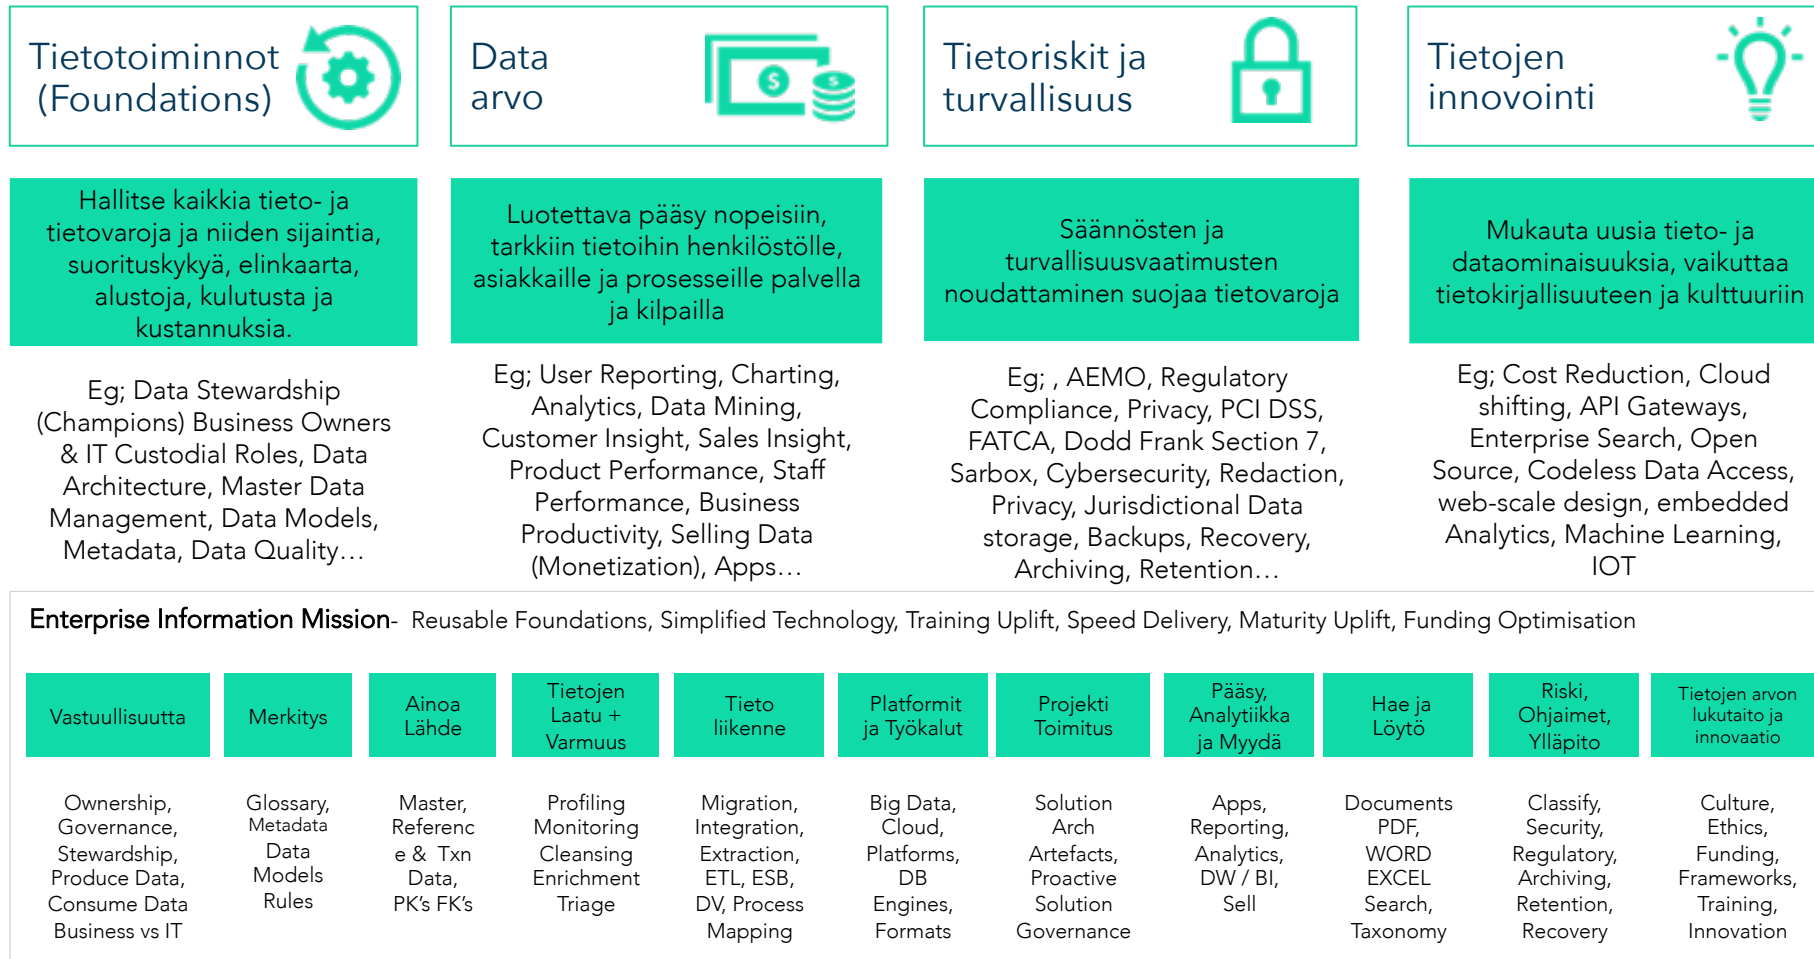 Tietotoiminnot
(Foundations)
Data
arvo
Tietoriskit ja
turvallisuus
Tietojen
innovointi
Hallitse kaikkia tieto- ja
tietovaroja ja niiden sijaintia,
suorituskykyä, elinkaarta,
alustoja, kulutusta ja
kustannuksia.
Luotettava pääsy nopeisiin,
tarkkiin tietoihin henkilöstölle,
asiakkaille ja prosesseille palvella
ja kilpailla
Säännösten ja
turvallisuusvaatimusten
noudattaminen suojaa tietovaroja
Mukauta uusia tieto- ja
dataominaisuuksia, vaikuttaa
tietokirjallisuuteen ja kulttuuriin
Eg; Data Stewardship
(Champions) Business Owners
& IT Custodial Roles, Data
Architecture, Master Data
Management, Data Models,
Metadata, Data Quality…
Eg; User Reporting, Charting,
Analytics, Data Mining,
Customer Insight, Sales Insight,
Product Performance, Staff
Performance, Business
Productivity, Selling Data
(Monetization), Apps…
Eg; , AEMO, Regulatory
Compliance, Privacy, PCI DSS,
FATCA, Dodd Frank Section 7,
Sarbox, Cybersecurity, Redaction,
Privacy, Jurisdictional Data
storage, Backups, Recovery,
Archiving, Retention…
Eg; Cost Reduction, Cloud
shifting, API Gateways,
Enterprise Search, Open
Source, Codeless Data Access,
web-scale design, embedded
Analytics, Machine Learning,
IOT
Enterprise Information Mission- Reusable Foundations, Simplified Technology, Training Uplift, Speed Delivery, Maturity Uplift, Funding Optimisation
Vastuullisuutta
Merkitys
Ainoa
Lähde
Tietojen
Laatu +
Varmuus
Tieto
liikenne
Platformit
ja Työkalut
Projekti
Toimitus
Pääsy,
Analytiikka
ja Myydä
Hae ja
Löytö
Riski,
Ohjaimet,
Ylläpito
Tietojen arvon
lukutaito ja
innovaatio
Ownership,
Governance,
Stewardship,
Produce Data,
Consume Data
Business vs IT
Glossary,
Metadata
Data
Models
Rules
Master,
Referenc
e & Txn
Data,
PK's FK's
Profiling
Monitoring
Cleansing
Enrichment
Triage
Migration,
Integration,
Extraction,
ETL, ESB,
DV, Process
Mapping
Big Data,
Cloud,
Platforms,
DB
Engines,
Formats
Solution
Arch
Artefacts,
Proactive
Solution
Governance
Apps,
Reporting,
Analytics,
DW / BI,
Sell
Documents
PDF,
WORD
EXCEL
Search,
Taxonomy
Classify,
Security,
Regulatory,
Archiving,
Retention,
Recovery
Culture,
Ethics,
Funding,
Frameworks,
Training,
Innovation